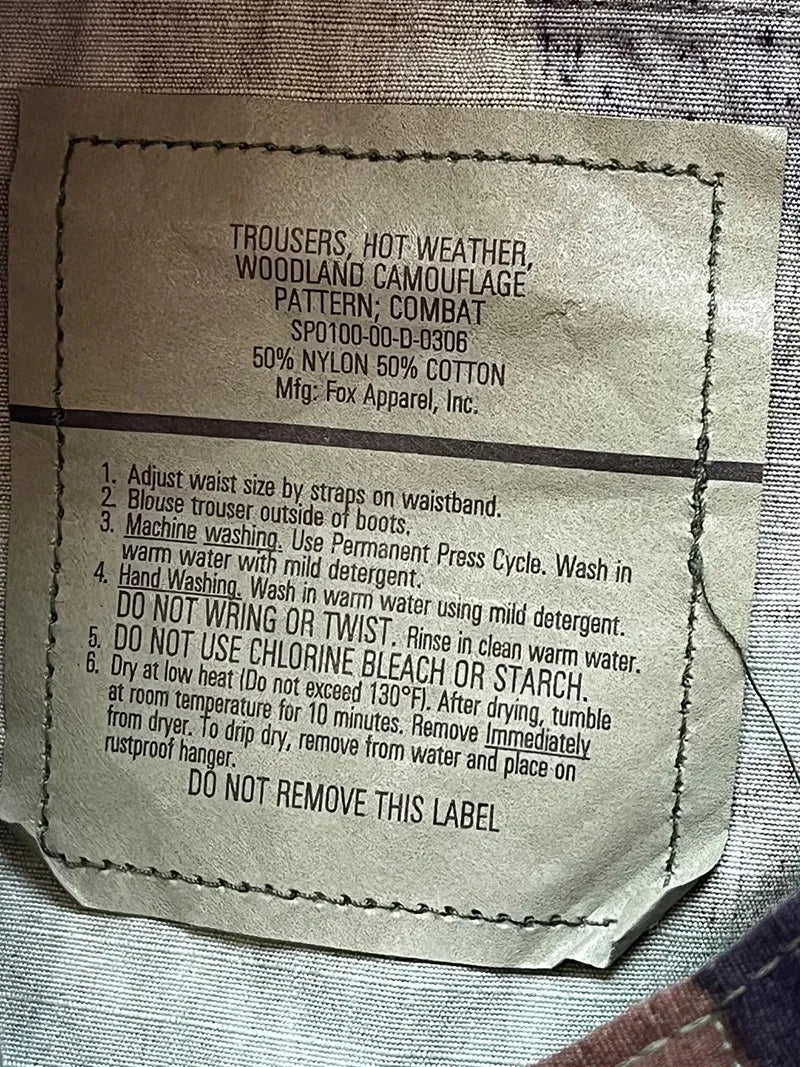 TROUSERS, HOT WEATHER,
WOODLAND CAMOUFLAGE
PATTERN; COMBAT
SP0100-00-D-0306
50% NYLON 50% COTTON
Mfg: Fox Apparel, Inc.
1. Adjust waist size by straps on waistband.
2. Blouse trouser outside of boots.
3. Machine washing. Use Permanent Press Cycle. Wash in
warm water with mild detergent.
4. Hand Washing. Wash in warm water using mild detergent.
DO NOT WRING OR TWIST. Rinse in clean warm water.
5. DO NOT USE CHLORINE BLEACH OR STARCH.
6. Dry at low heat (Do not exceed 130°F). After drying, tumble
at room temperature for 10 minutes. Remove Immediately
from dryer. To drip dry, remove from water and place on
rustproof hanger.
DO NOT REMOVE THIS LABEL